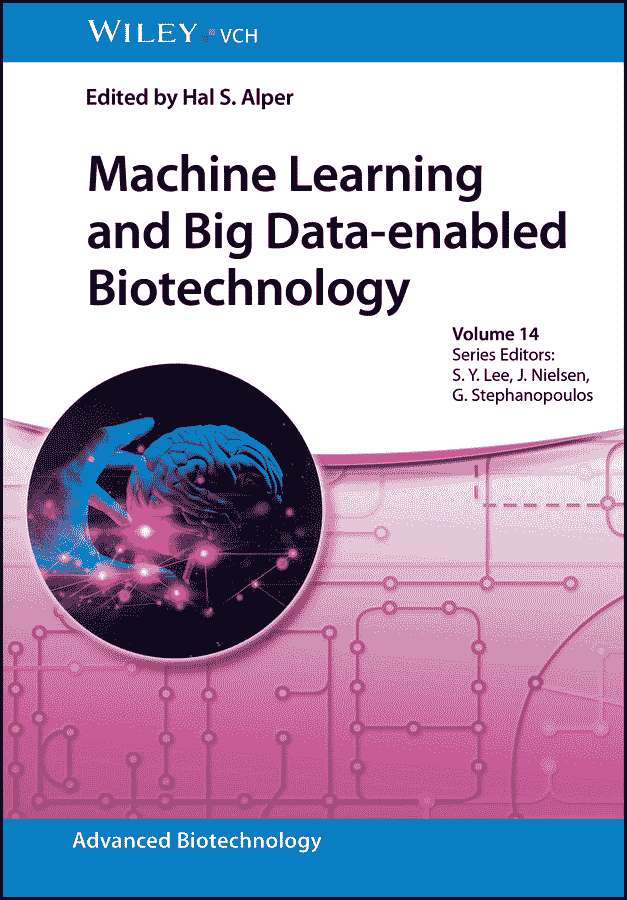 WILEY-VCH
Edited by Hal S. Alper
Machine Learning
and Big Data-enabled
Biotechnology
Volume 14
Series Editors:
S. Y. Lee, J. Nielsen,
G. Stephanopoulos
Advanced Biotechnology